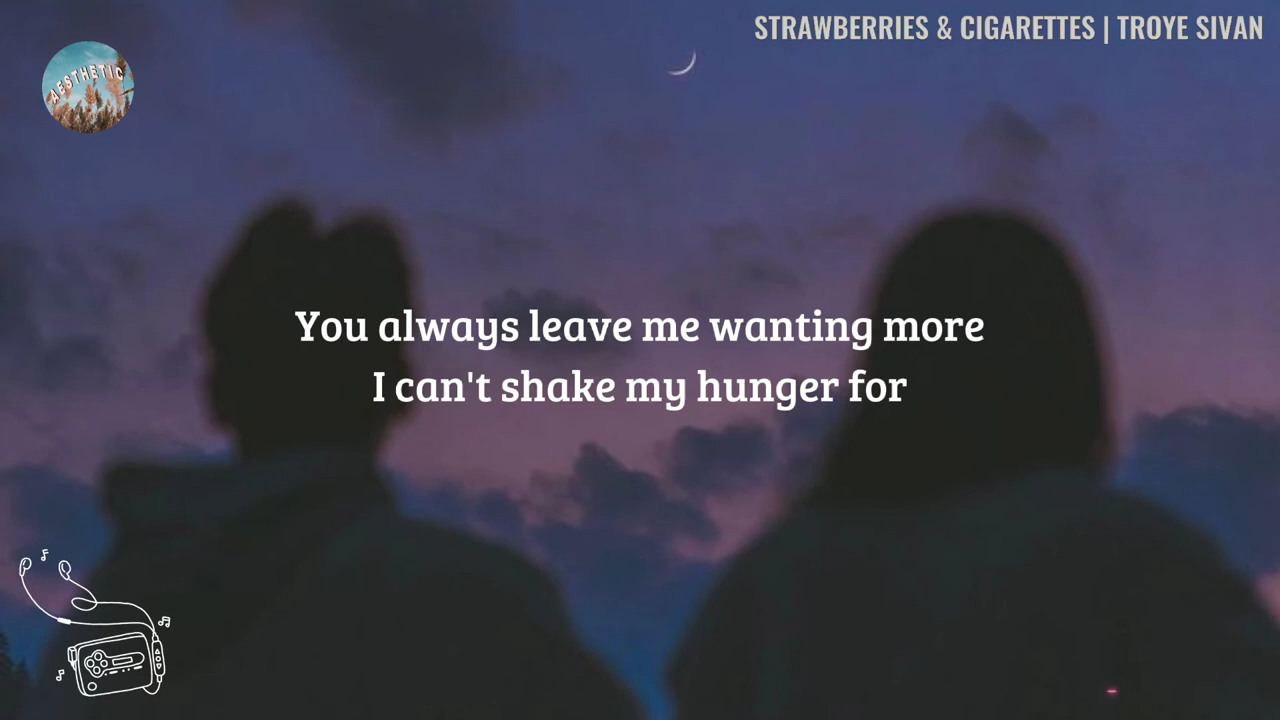 STRAWBERRIES & CIGARETTES | TROYE SIVAN
AESTHETIC
You always leave me wanting more
I can't shake my hunger for